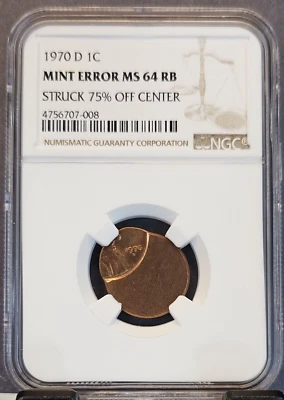 1970 D 1C
MINT ERROR MS 64 RB
STRUCK 75% OFF CENTER
4756707-008
NUMISMATIC GUARANTY CORPORATION
NGC